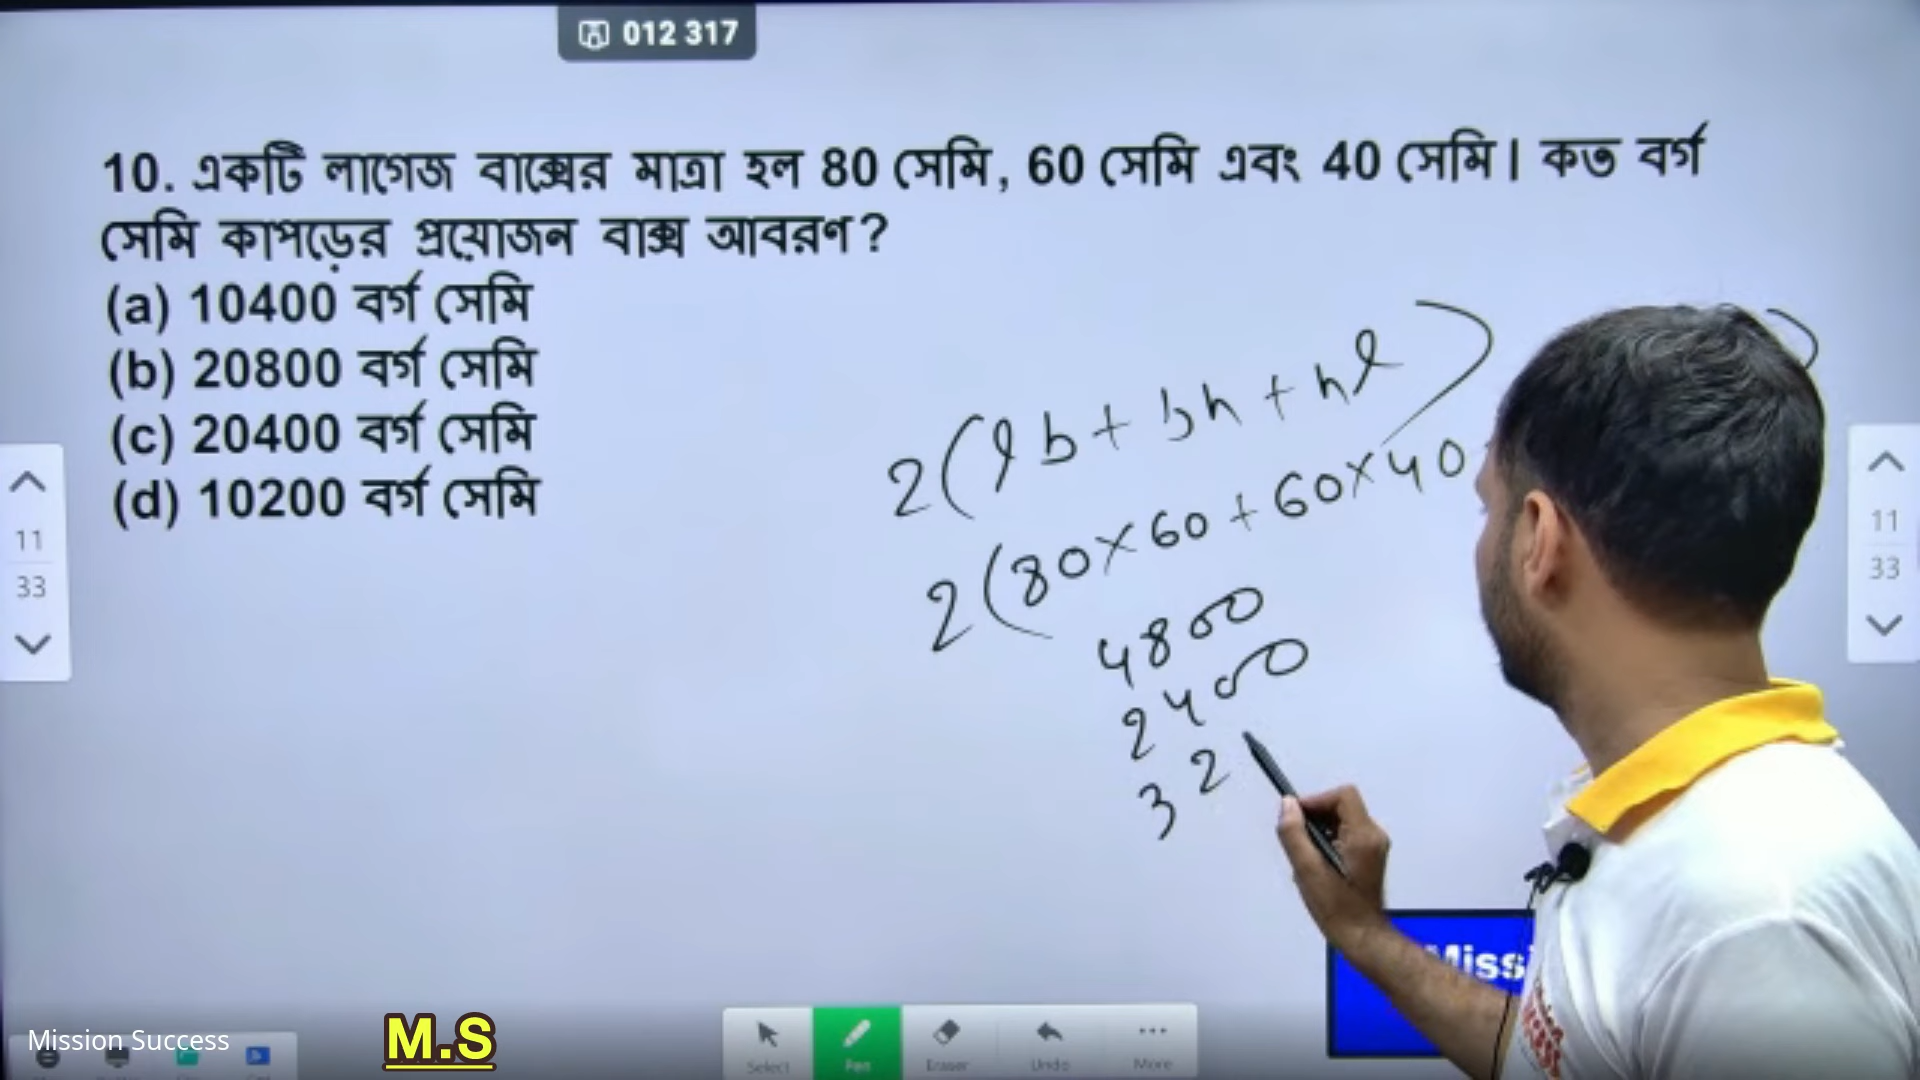 012 317
10. একটি লাগেজ বাক্সের মাত্রা হল 80 সেমি, 60 সেমি এবং 40 সেমি। কত বর্গ
সেমি কাপড়ের প্রয়োজন বাক্স আবরণ?
(a) 10400 বর্গ সেমি
(b) 20800 বর্গ সেমি
(c) 20400 বর্গ সেমি
(d) 10200 বর্গ সেমি
2(lb+bh+hl)
2(80×60+60×40
4800
2400
32
11
33
11
33
Miss
Mission Success
M.S
Select
Pen
Eraser
Undo
More